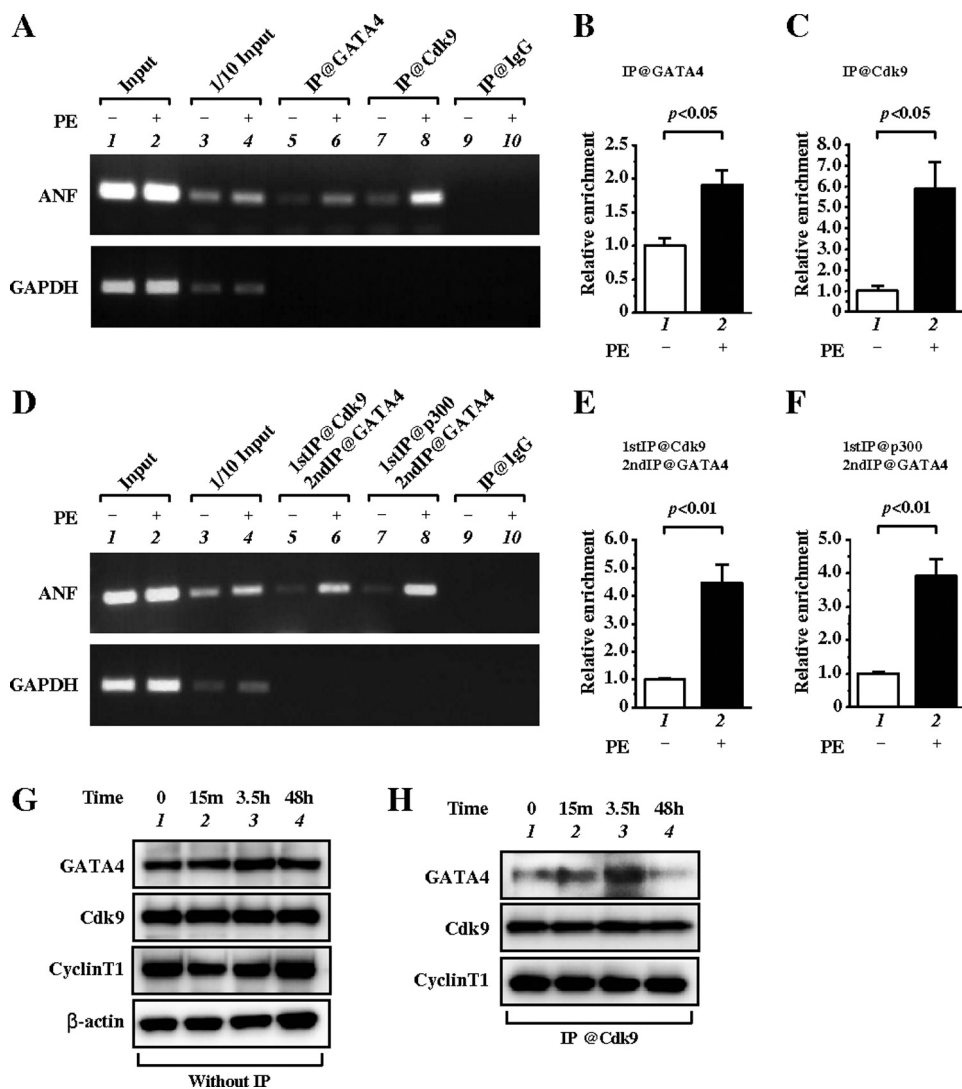 A
Input
1/10 Input
IP@GATA4
IP@Cdk9
IP@IgG
PE – + – + – + – + – +
1 2 3 4 5 6 7 8 9 10
ANF
GAPDH
B
IP@GATA4
p<0.05
Relative enrichment
2.5
2.0
1.5
1.0
0.5
0
1 2
PE – +
C
IP@Cdk9
p<0.05
Relative enrichment
8.0
7.0
6.0
5.0
4.0
3.0
2.0
1.0
0
1 2
PE – +
D
Input
1/10 Input
1stIP@Cdk9
2ndIP@GATA4
1stIP@p300
2ndIP@GATA4
IP@IgG
PE – + – + – + – + – +
1 2 3 4 5 6 7 8 9 10
ANF
GAPDH
E
1stIP@Cdk9
2ndIP@GATA4
p<0.01
Relative enrichment
6.0
5.0
4.0
3.0
2.0
1.0
0
1 2
PE – +
F
1stIP@p300
2ndIP@GATA4
p<0.01
Relative enrichment
5.0
4.0
3.0
2.0
1.0
0
1 2
PE – +
G
Time 0 15m 3.5h 48h
1 2 3 4
GATA4
Cdk9
CyclinT1
β-actin
Without IP
H
Time 0 15m 3.5h 48h
1 2 3 4
GATA4
Cdk9
CyclinT1
IP @Cdk9